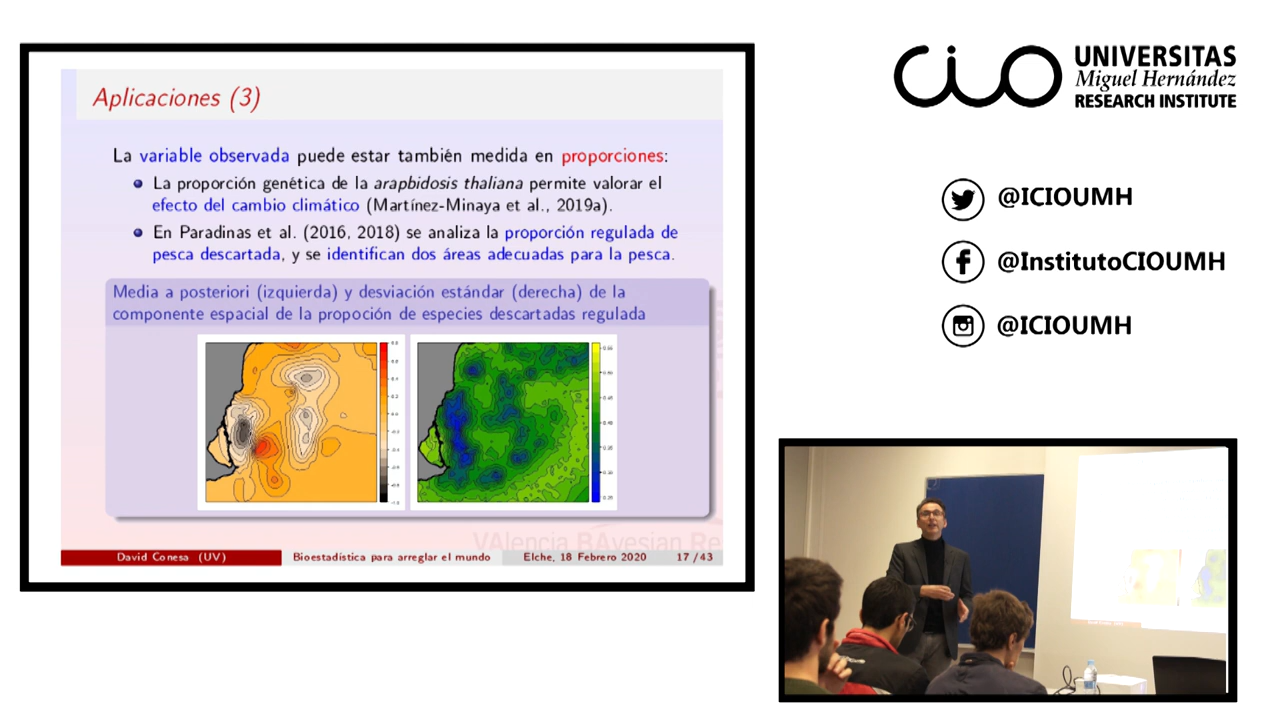 Aplicaciones (3)
La variable observada puede estar también medida en proporciones:
La proporción genética de la arapbidosis thaliana permite valorar el
efecto del cambio climático (Martínez-Minaya et al., 2019a).
En Paradinas et al. (2016, 2018) se analiza la proporción regulada de
pesca descartada, y se identifican dos áreas adecuadas para la pesca.
Media a posteriori (izquierda) y desviación estándar (derecha) de la
componente espacial de la propoción de especies descartadas regulada
VAlencia BAyesian Re
David Conesa (UV)
Bioestadística para arreglar el mundo
Elche, 18 Febrero 2020
17/43
cio
UNIVERSITAS
Miguel Hernández
RESEARCH INSTITUTE
@ICIOUMH
@InstitutoCIOUMH
@ICIOUMH